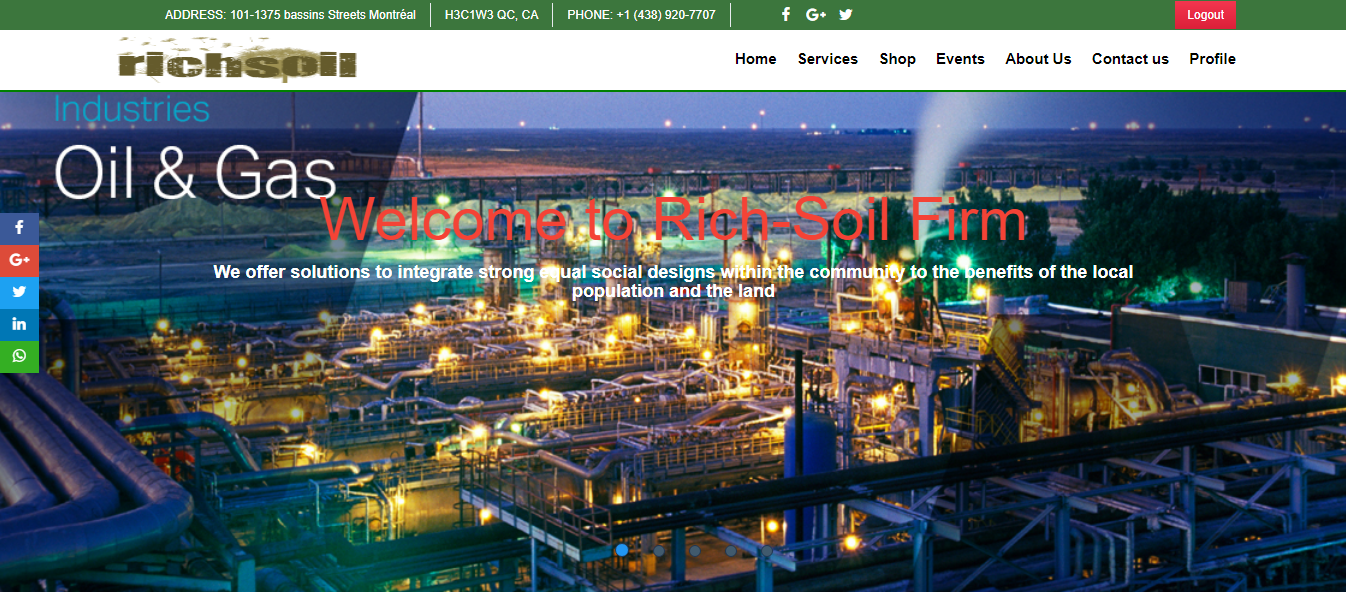 ADDRESS: 101-1375 bassins Streets Montréal
H3C1W3 QC, CA
PHONE: +1 (438) 920-7707
Logout
richsoil
Home Services Shop Events About Us Contact us Profile
Industries
Oil & Gas
Welcome to Rich-Soil Firm
We offer solutions to integrate strong equal social designs within the community to the benefits of the local
population and the land